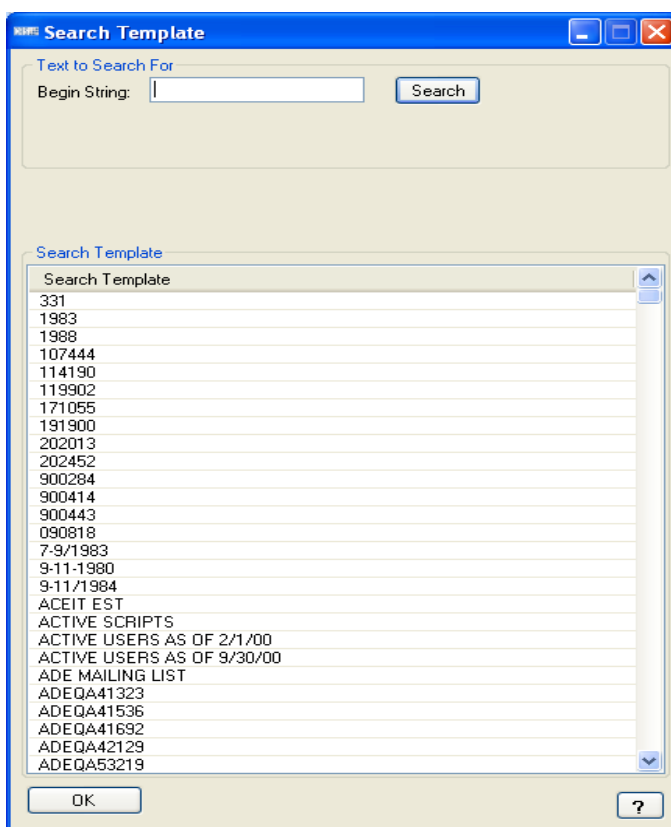 Search Template
Text to Search For
Begin String:
Search
Search Template
Search Template
331
1983
1988
107444
114190
119902
171055
191900
202013
202452
900284
900414
900443
090818
7-9/1983
9-11-1980
9-11/1984
ACEIT EST
ACTIVE SCRIPTS
ACTIVE USERS AS OF 2/1/00
ACTIVE USERS AS OF 9/30/00
ADE MAILING LIST
ADEQA41323
ADEQA41536
ADEQA41692
ADEQA42129
ADEQA53219
OK
?